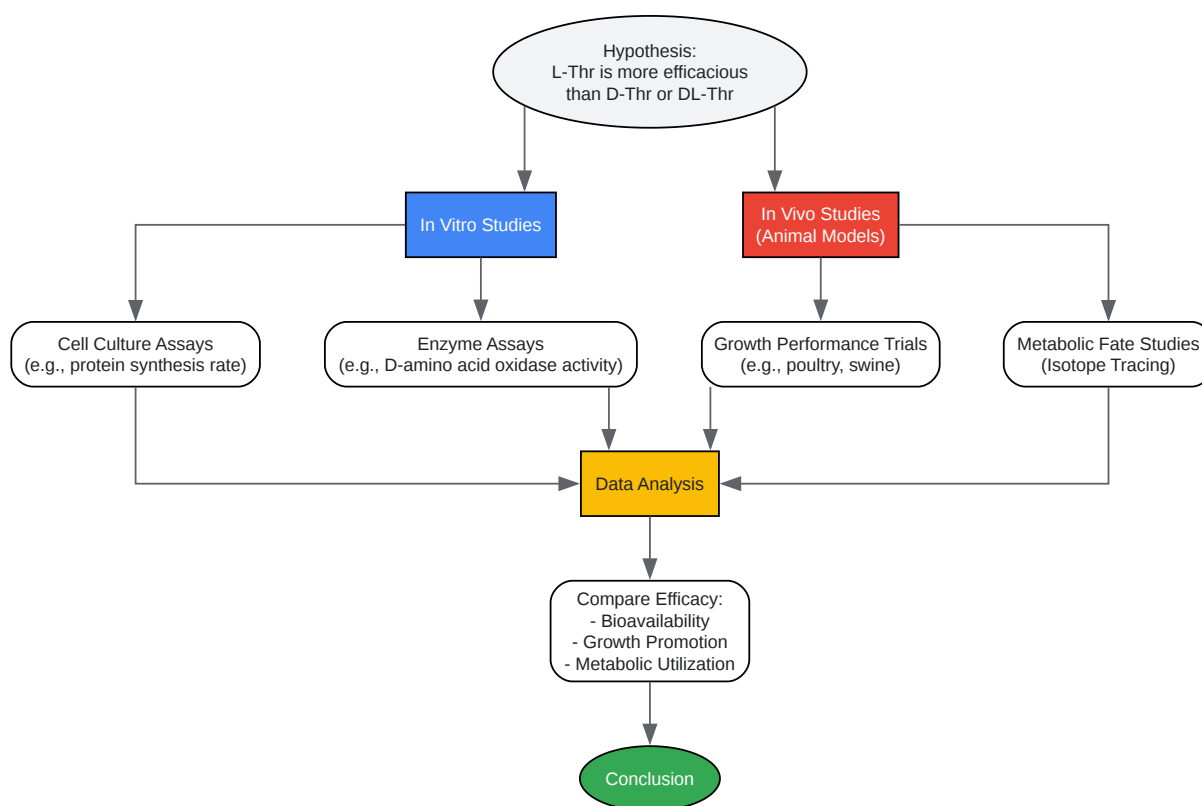 Hypothesis:
L-Thr is more efficacious
than D-Thr or DL-Thr
In Vitro Studies
In Vivo Studies
(Animal Models)
Cell Culture Assays
(e.g., protein synthesis rate)
Enzyme Assays
(e.g., D-amino acid oxidase activity)
Growth Performance Trials
(e.g., poultry, swine)
Metabolic Fate Studies
(Isotope Tracing)
Data Analysis
Compare Efficacy:
- Bioavailability
- Growth Promotion
- Metabolic Utilization
Conclusion